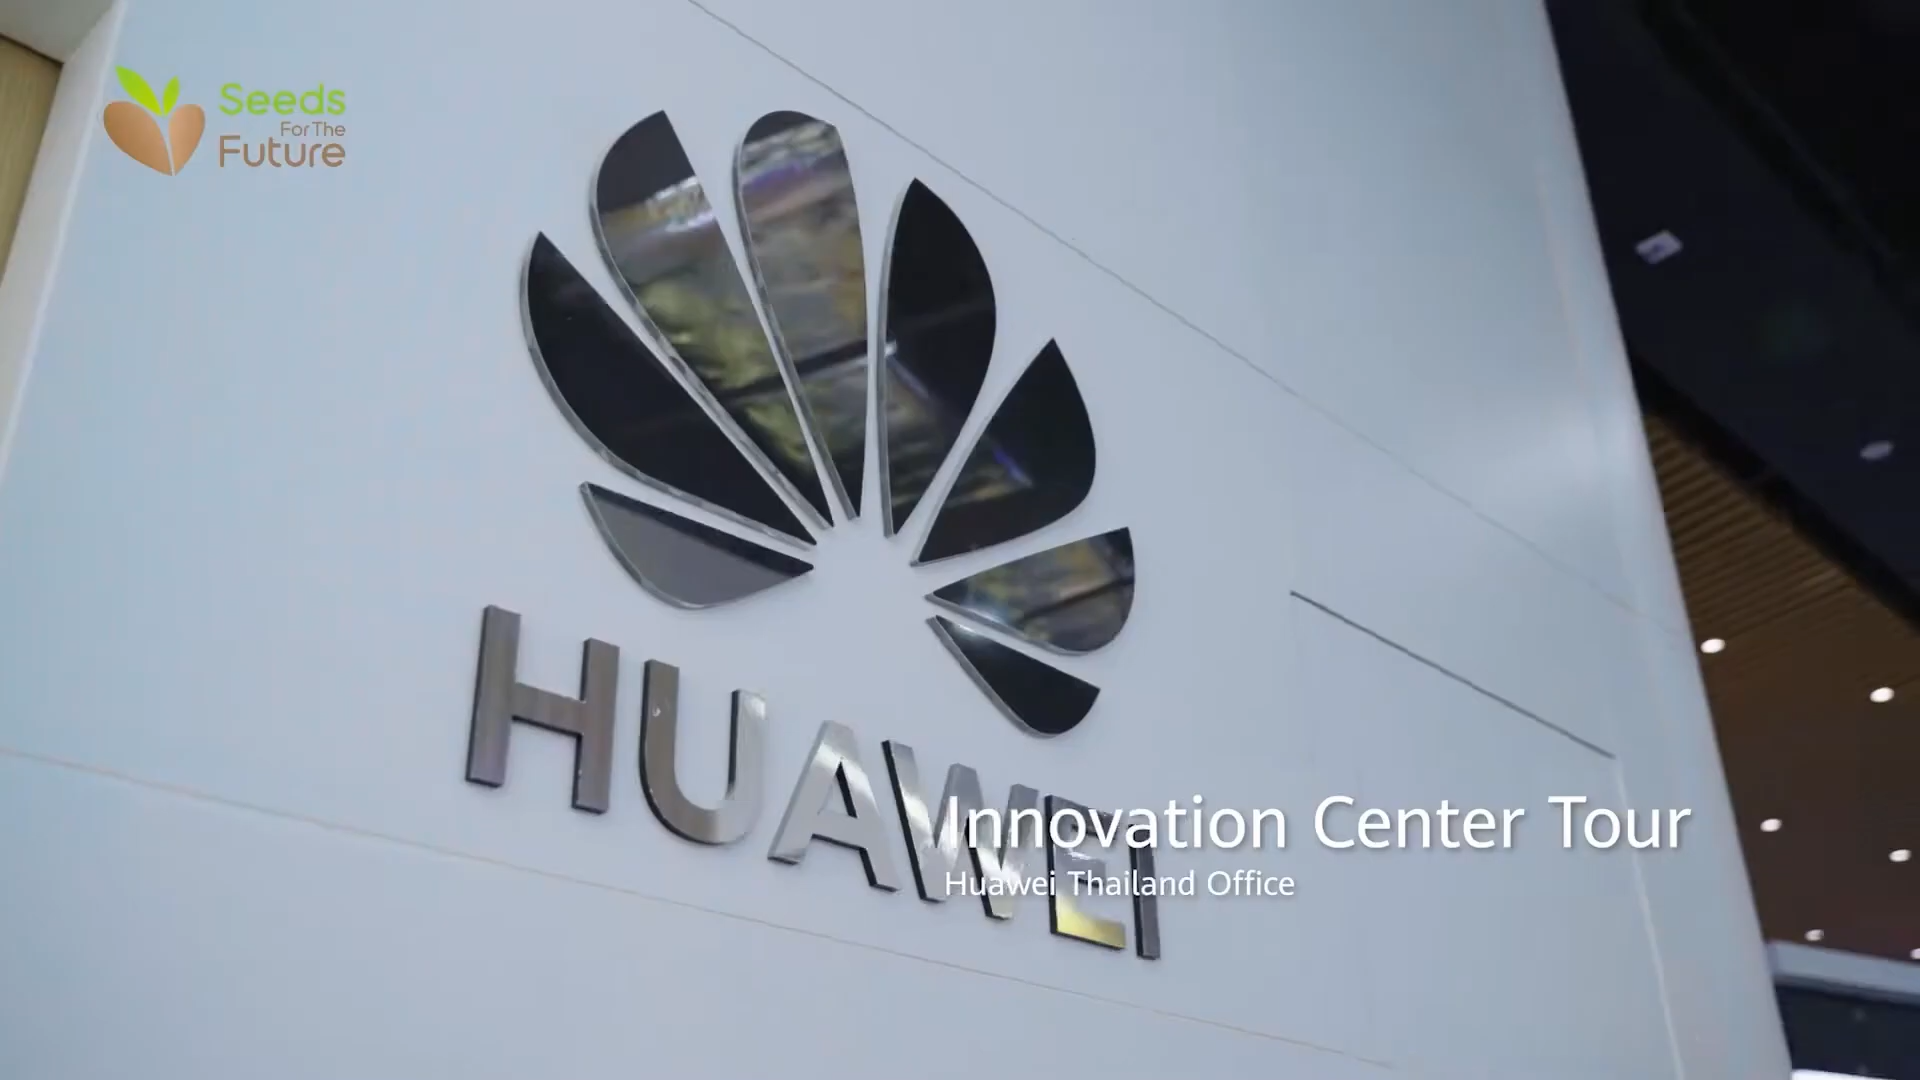 Seeds
For The
Future
HUAWEI
Innovation Center Tour
Huawei Thailand Office